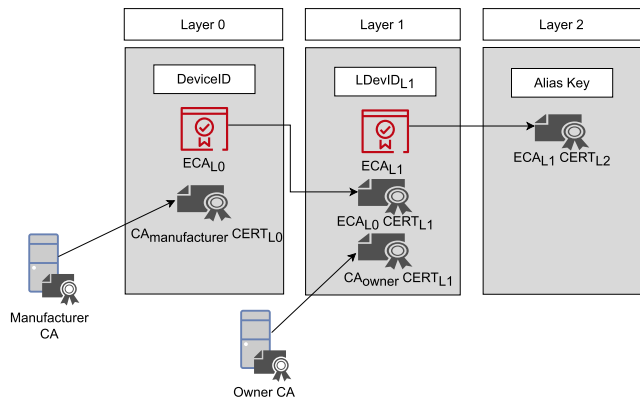 Layer 0
Layer 1
Layer 2
DeviceID
LDevIDL1
Alias Key
ECAL0
ECAL1
ECAL1 CERTL2
CAmanufacturer CERTL0
ECAL0 CERTL1
CAowner CERTL1
Manufacturer
CA
Owner CA